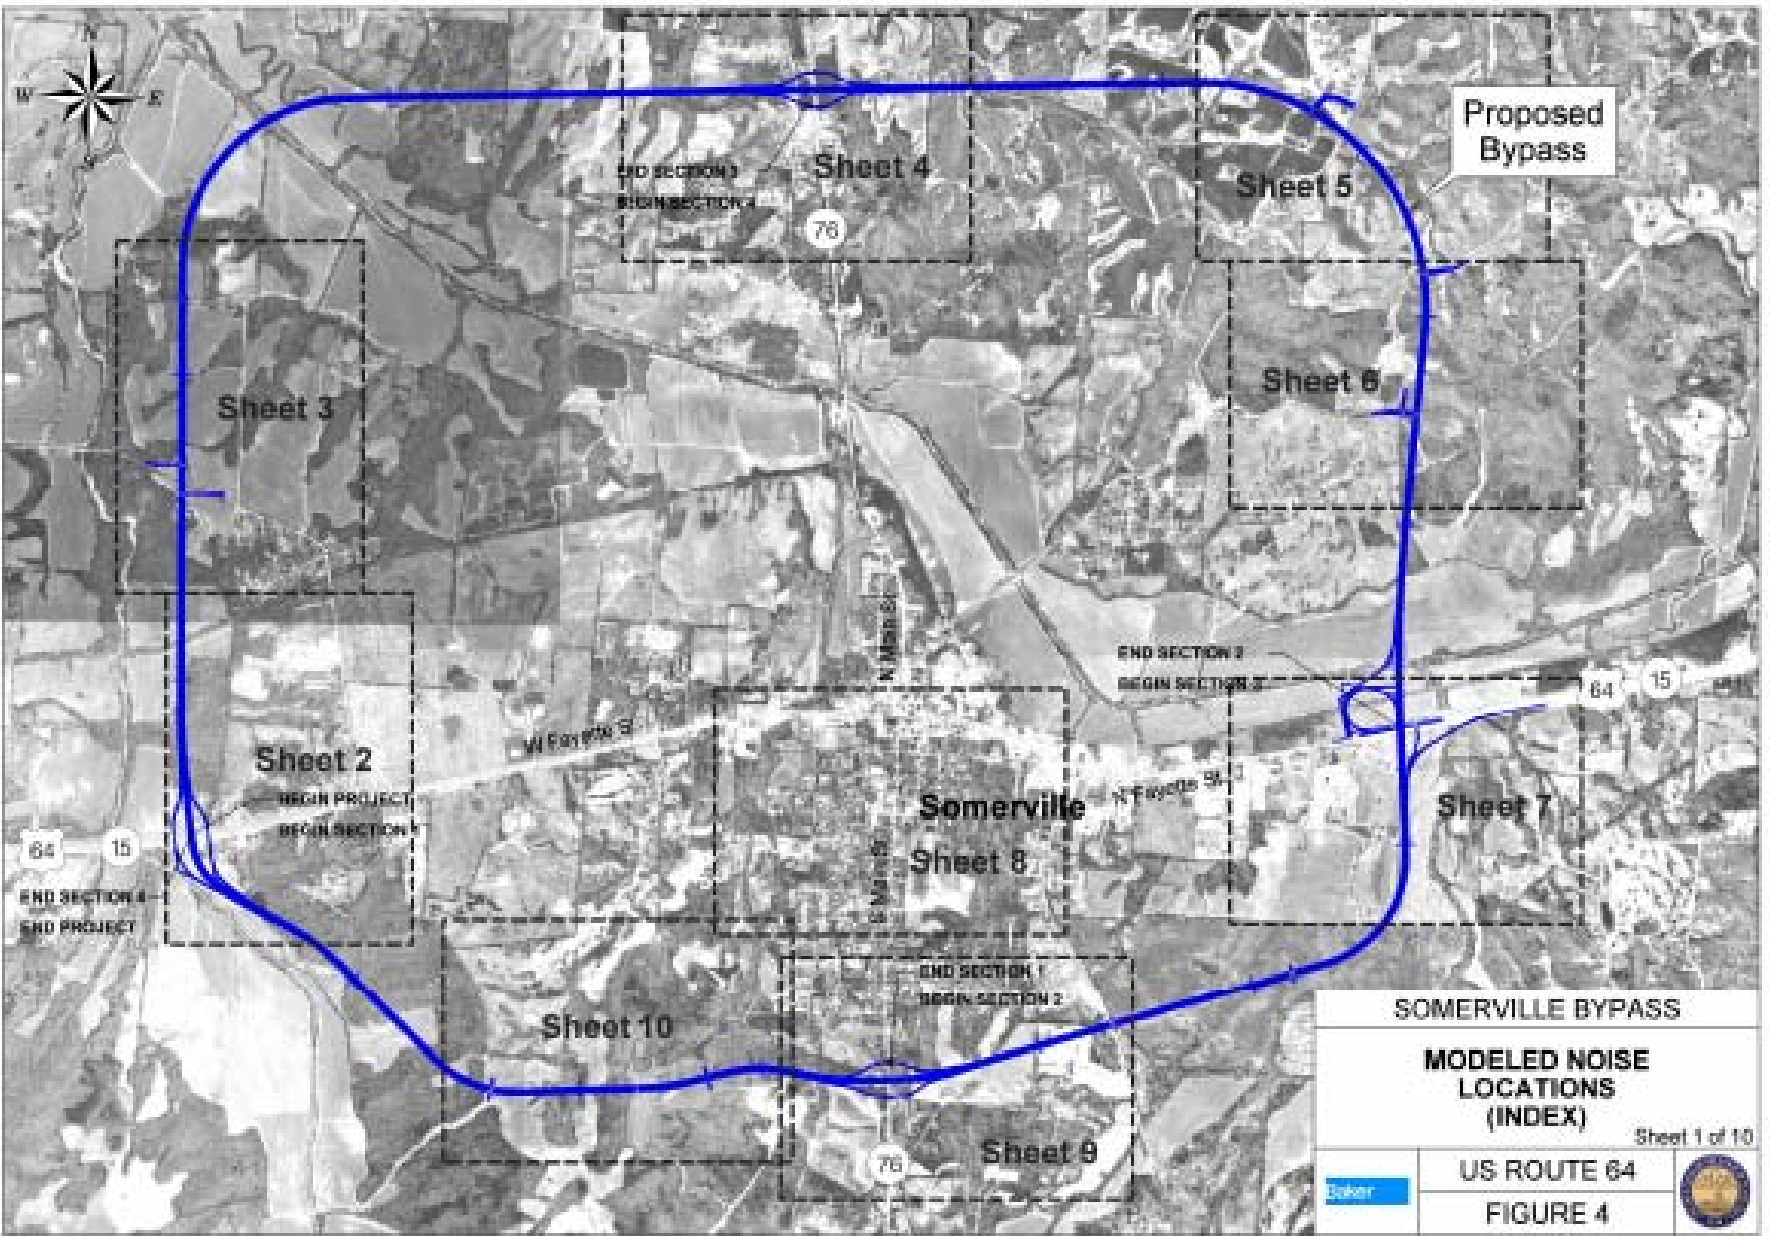 N
W
E
S
Proposed
Bypass
END SECTION 3
BEGIN SECTION 4
Sheet 4
Sheet 5
76
Sheet 3
Sheet 6
N Main St
END SECTION 2
BEGIN SECTION 3
64
15
W Fayette St
Sheet 2
BEGIN PROJECT
BEGIN SECTION 1
Somerville
N Fayette St
Sheet 7
64
15
Sheet 8
S Main St
END SECTION 4
END PROJECT
END SECTION 1
BEGIN SECTION 2
Sheet 10
76
Sheet 9
SOMERVILLE BYPASS
MODELED NOISE
LOCATIONS
(INDEX)
Sheet 1 of 10
Baker
US ROUTE 64
FIGURE 4